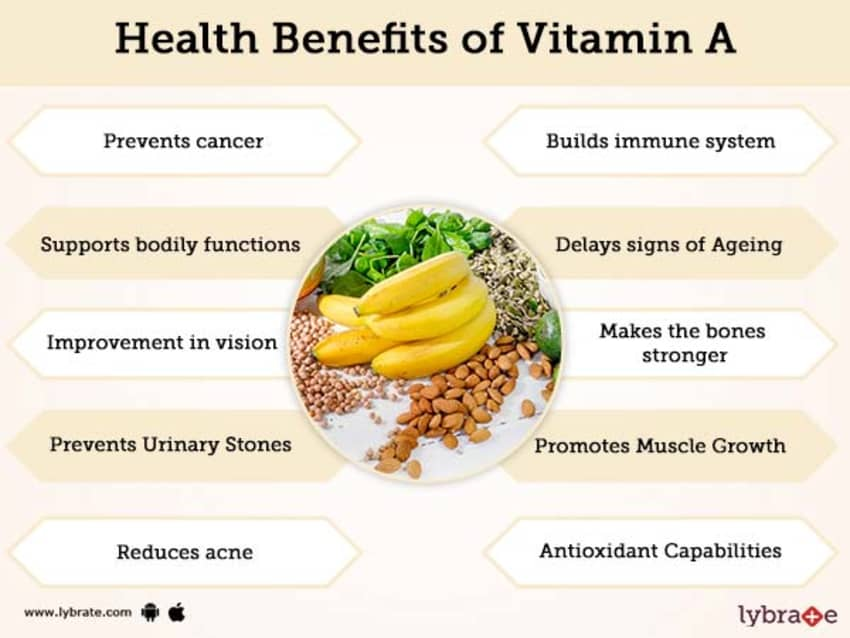 Health Benefits of Vitamin A
Prevents cancer
Builds immune system
Supports bodily functions
Delays signs of Ageing
Improvement in vision
Makes the bones
stronger
Prevents Urinary Stones
Promotes Muscle Growth
Reduces acne
Antioxidant Capabilities
www.lybrate.com
lybrate